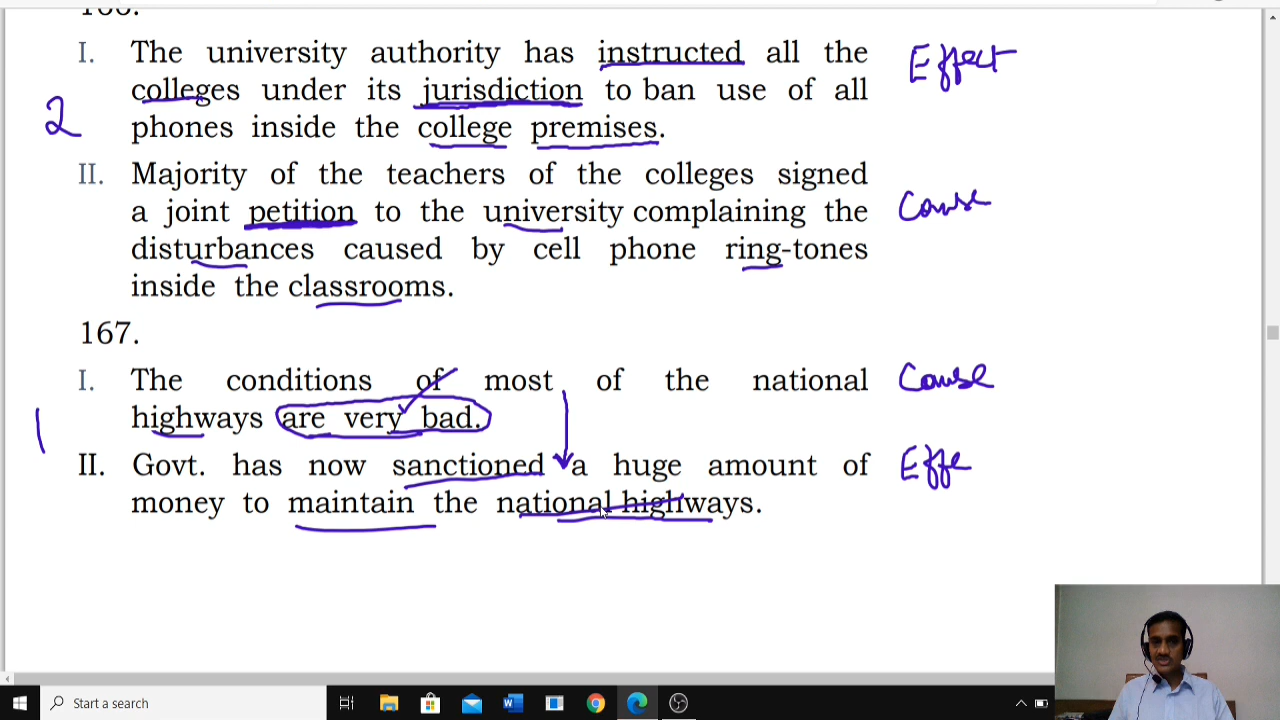 166.
I. The university authority has instructed all the Effect
colleges under its jurisdiction to ban use of all
2 phones inside the college premises.
II. Majority of the teachers of the colleges signed
a joint petition to the university complaining the Cause
disturbances caused by cell phone ring-tones
inside the classrooms.
167.
I. The conditions of most of the national Cause
1 highways are very bad.
II. Govt. has now sanctioned a huge amount of Effe
money to maintain the national highways.
Start a search